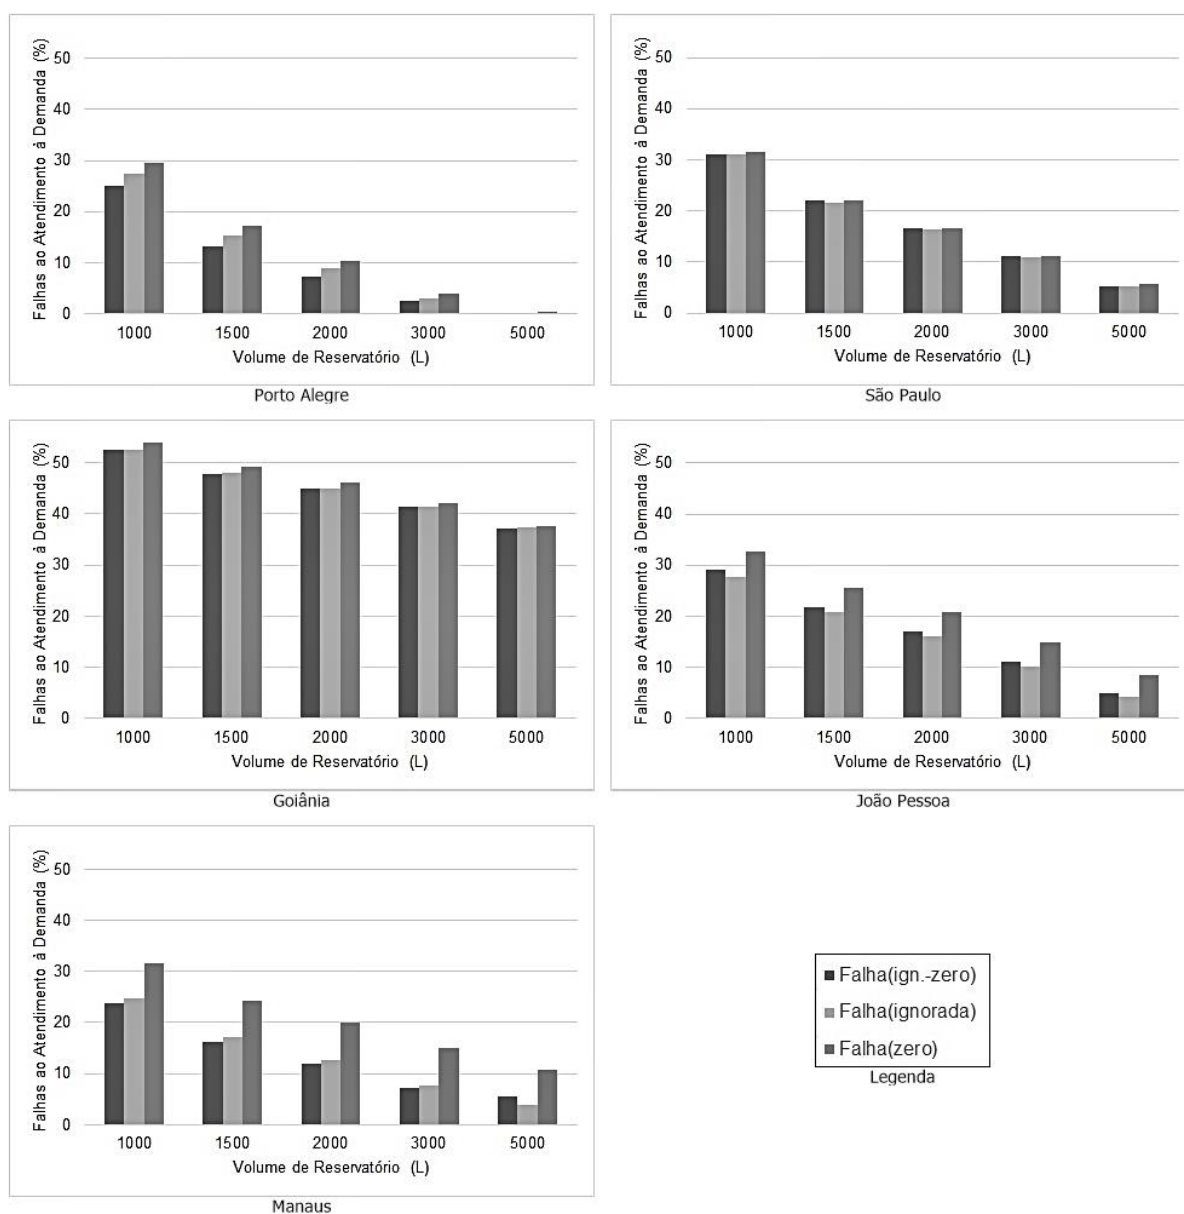 Falhas ao Atendimento à Demanda (%)
50
40
30
20
10
0
1000 1500 2000 3000 5000
Volume de Reservatório (L)
Porto Alegre
Falhas ao Atendimento à Demanda (%)
50
40
30
20
10
0
1000 1500 2000 3000 5000
Volume de Reservatório (L)
São Paulo
Falhas ao Atendimento à Demanda (%)
50
40
30
20
10
0
1000 1500 2000 3000 5000
Volume de Reservatório (L)
Goiânia
Falhas ao Atendimento à Demanda (%)
50
40
30
20
10
0
1000 1500 2000 3000 5000
Volume de Reservatório (L)
João Pessoa
Falhas ao Atendimento à Demanda (%)
50
40
30
20
10
0
1000 1500 2000 3000 5000
Volume de Reservatório (L)
Manaus
Falha(ign.-zero)
Falha(ignorada)
Falha(zero)
Legenda